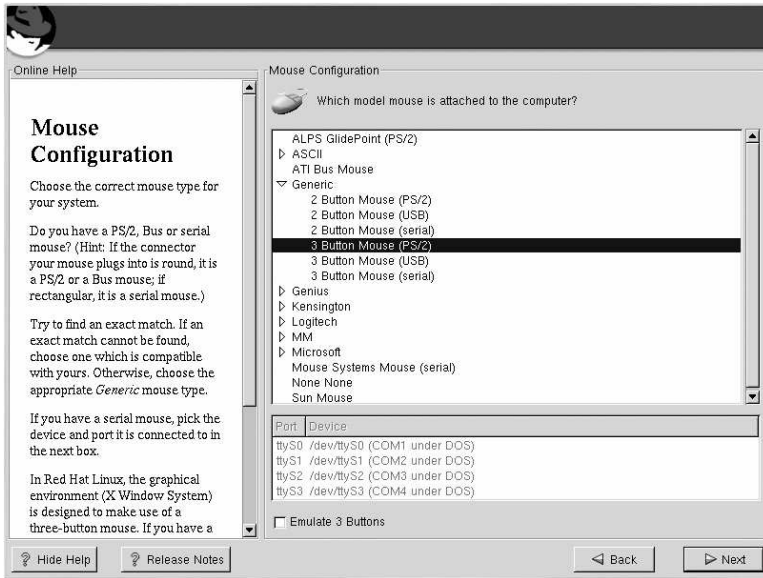 Online Help
Mouse
Configuration
Choose the correct mouse type for
your system.
Do you have a PS/2, Bus or serial
mouse? (Hint: If the connector
your mouse plugs into is round, it is
a PS/2 or a Bus mouse; if
rectangular, it is a serial mouse.)
Try to find an exact match. If an
exact match cannot be found,
choose one which is compatible
with yours. Otherwise, choose the
appropriate Generic mouse type.
If you have a serial mouse, pick the
device and port it is connected to in
the next box.
In Red Hat Linux, the graphical
environment (X Window System)
is designed to make use of a
three-button mouse. If you have a
Mouse Configuration
Which model mouse is attached to the computer?
ALPS GlidePoint (PS/2)
ASCII
ATI Bus Mouse
Generic
2 Button Mouse (PS/2)
2 Button Mouse (USB)
2 Button Mouse (serial)
3 Button Mouse (PS/2)
3 Button Mouse (USB)
3 Button Mouse (serial)
Genius
Kensington
Logitech
MM
Microsoft
Mouse Systems Mouse (serial)
None None
Sun Mouse
Port Device
ttyS0 /dev/ttyS0 (COM1 under DOS)
ttyS1 /dev/ttyS1 (COM2 under DOS)
ttyS2 /dev/ttyS2 (COM3 under DOS)
ttyS3 /dev/ttyS3 (COM4 under DOS)
Emulate 3 Buttons
Hide Help
Release Notes
Back
Next